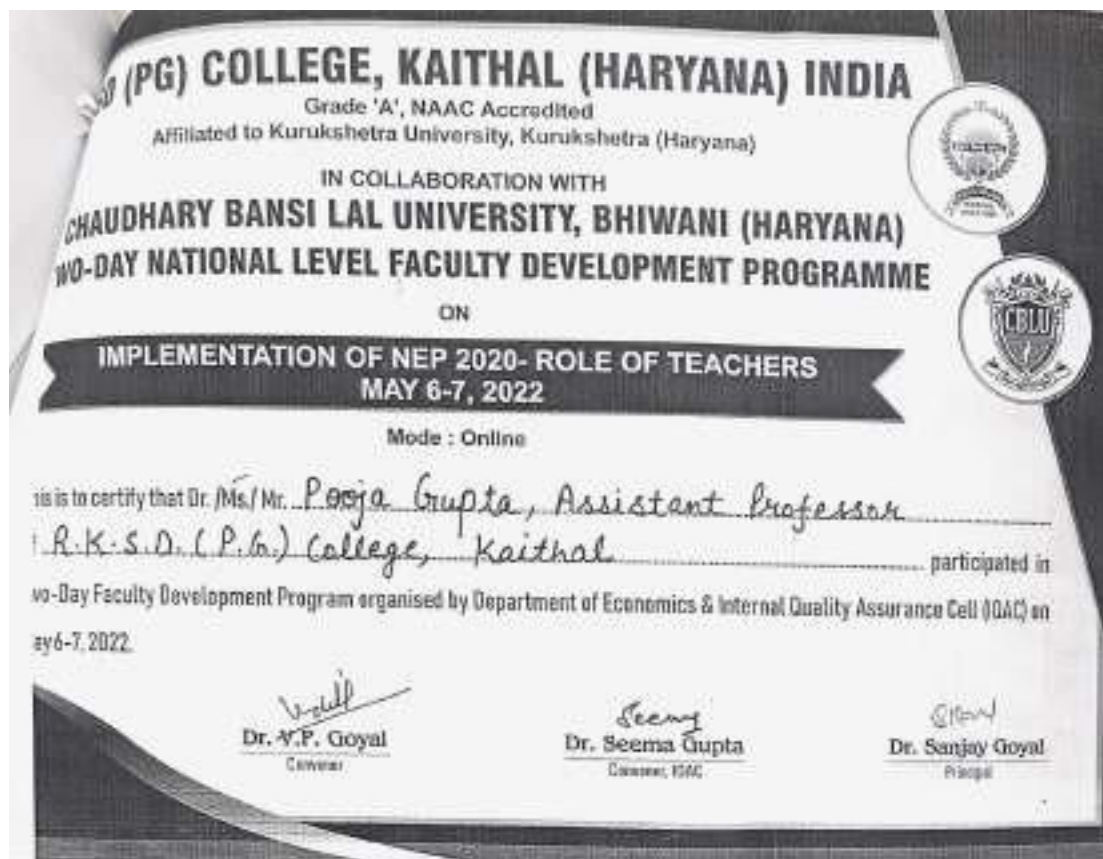 (PG) COLLEGE, KAITHAL (HARYANA) INDIA
Grade 'A', NAAC Accredited
Affiliated to Kurukshetra University, Kurukshetra (Haryana)
IN COLLABORATION WITH
CHAUDHARY BANSI LAL UNIVERSITY, BHIWANI (HARYANA)
WO-DAY NATIONAL LEVEL FACULTY DEVELOPMENT PROGRAMME
ON
IMPLEMENTATION OF NEP 2020- ROLE OF TEACHERS
MAY 6-7, 2022
Mode : Online
CBLU
is is to certify that Dr. /Ms./ Mr. Pooja Gupta, Assistant Professor
R.K.S.D. (P.G.) College, Kaithal participated in
wo-Day Faculty Development Program organised by Department of Economics & Internal Quality Assurance Cell (IQAC) on
ay 6-7, 2022.
Seema
Dr. V.P. Goyal Dr. Seema Gupta Dr. Sanjay Goyal
Convener Convener, IQAC Principal